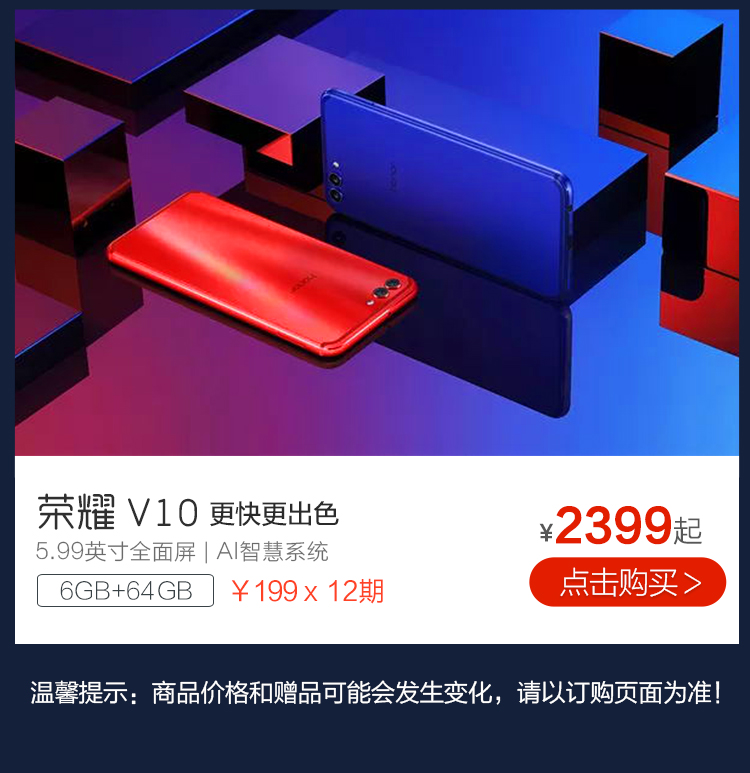 honor
honor
荣耀 V10 更快更出色
5.99英寸全面屏 | AI智慧系统
6GB+64GB ￥199 x 12期
¥2399起
点击购买>
温馨提示：商品价格和赠品可能会发生变化，请以订购页面为准！